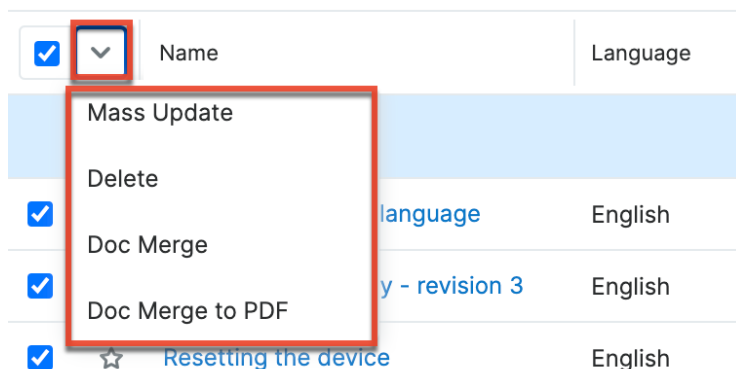 Name Language
Mass Update
Delete
language English
Doc Merge
y - revision 3 English
Doc Merge to PDF
Resetting the device English